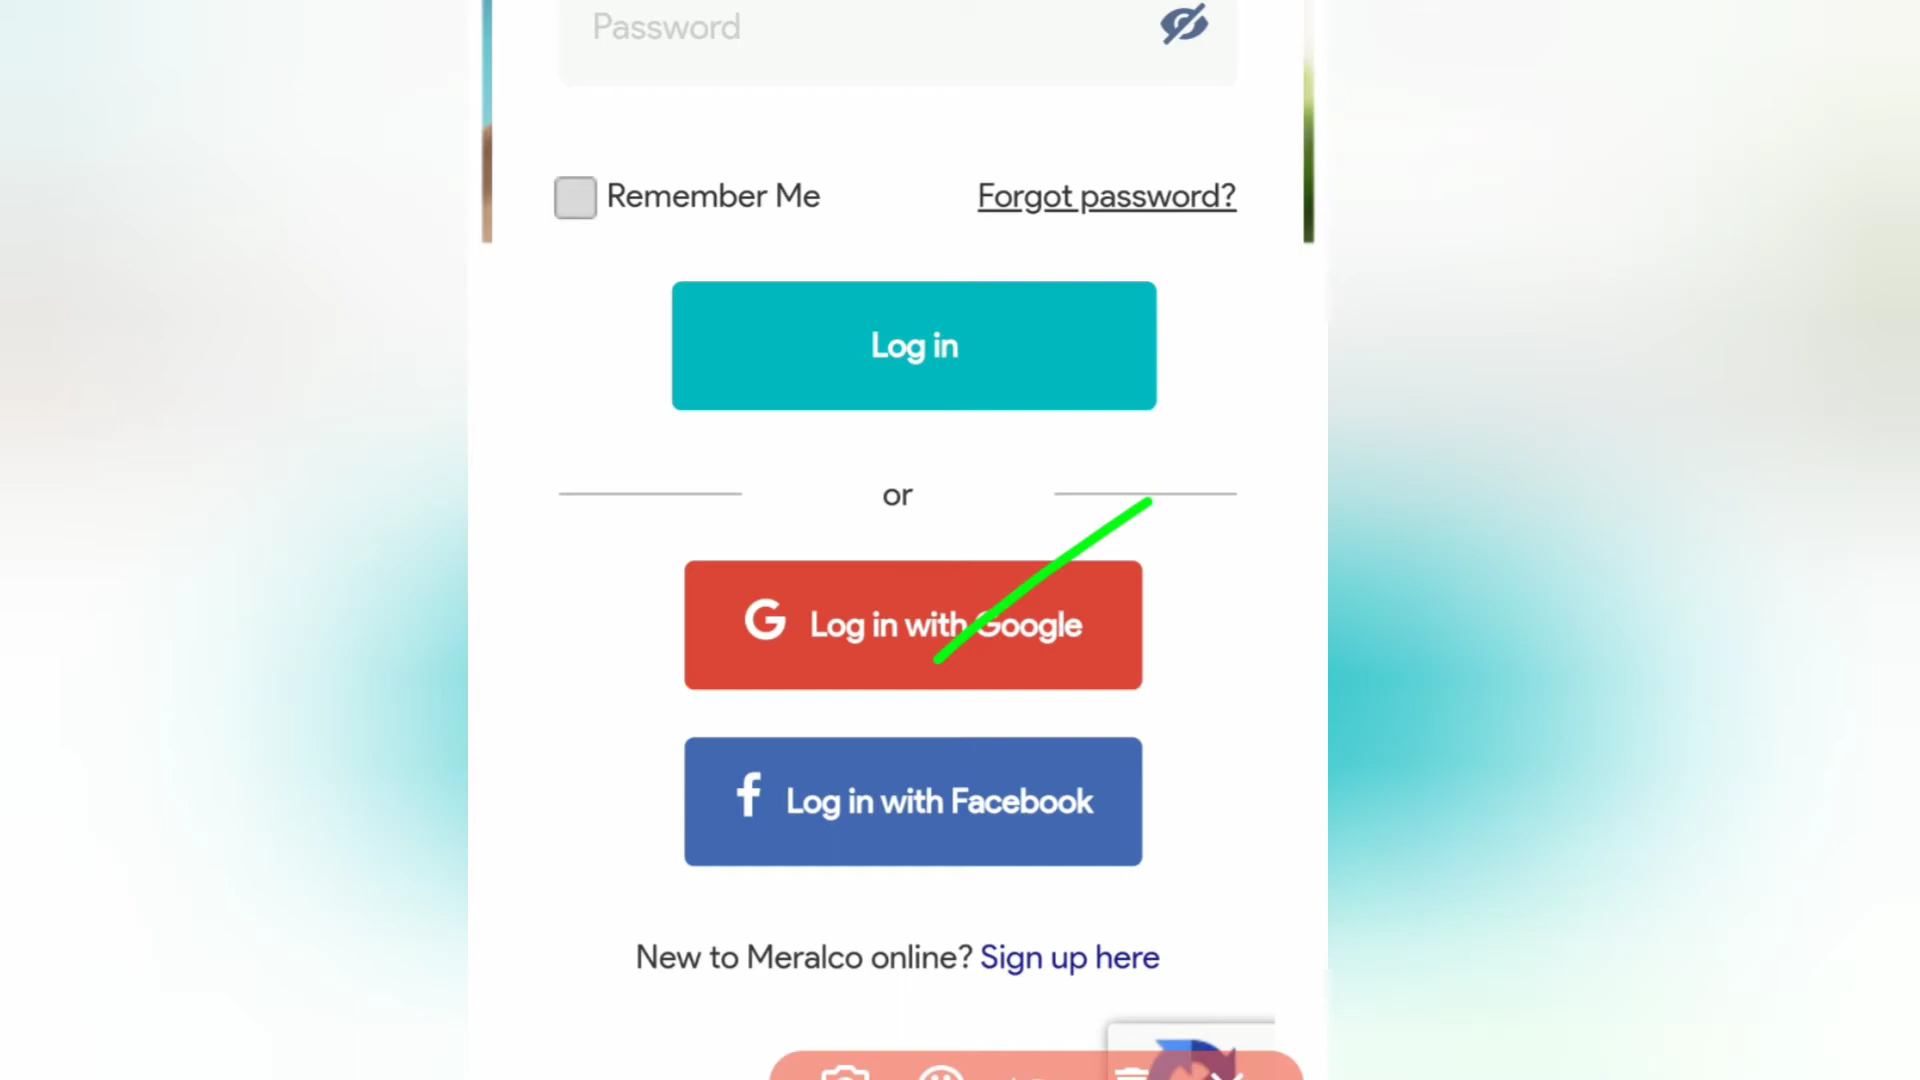 Password
Remember Me
Forgot password?
Log in
or
G Log in with Google
f Log in with Facebook
New to Meralco online? Sign up here